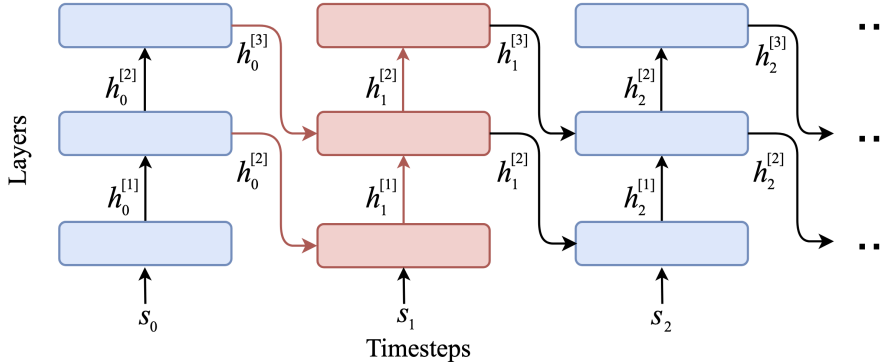 h_0^{[3]} h_1^{[3]} h_2^{[3]} ..
h_0^{[2]} h_1^{[2]} h_2^{[2]}
..
h_0^{[2]} h_1^{[2]} h_2^{[2]}
h_0^{[1]} h_1^{[1]} h_2^{[1]}
..
s_0 s_1 s_2
Layers
Timesteps